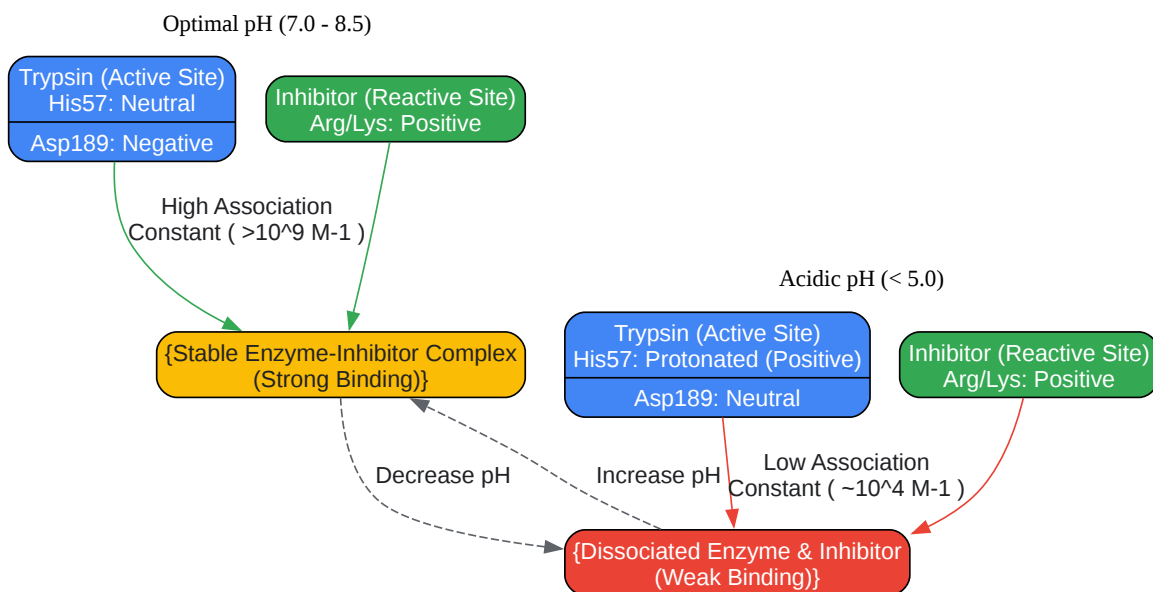 Optimal pH (7.0 - 8.5)
Trypsin (Active Site)
His57: Neutral
Asp189: Negative
Inhibitor (Reactive Site)
Arg/Lys: Positive
High Association
Constant ( >10^9 M-1 )
Acidic pH (< 5.0)
{Stable Enzyme-Inhibitor Complex
(Strong Binding)}
Trypsin (Active Site)
His57: Protonated (Positive)
Asp189: Neutral
Inhibitor (Reactive Site)
Arg/Lys: Positive
Decrease pH
Increase pH
Low Association
Constant ( ~10^4 M-1 )
{Dissociated Enzyme & Inhibitor
(Weak Binding)}